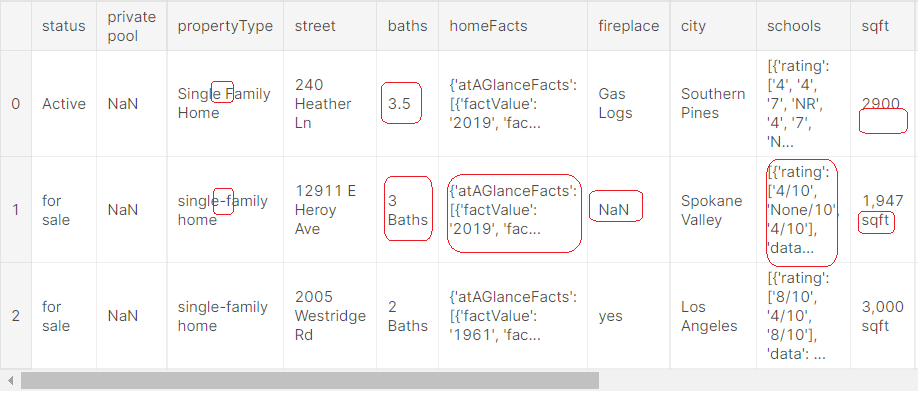 status private pool propertyType street baths homeFacts fireplace city schools sqft
0 Active NaN Single Family Home 240 Heather Ln 3.5 {'atAGlanceFacts': [{'factValue': '2019', 'fac... Gas Logs Southern Pines [{'rating': ['4', '4', '7', 'NR', '4', '7', 'N... 2900
1 for sale NaN single-family home 12911 E Heroy Ave 3 Baths {'atAGlanceFacts': [{'factValue': '2019', 'fac... NaN Spokane Valley [{'rating': ['4/10', 'None/10', '4/10'], 'data... 1,947 sqft
2 for sale NaN single-family home 2005 Westridge Rd 2 Baths {'atAGlanceFacts': [{'factValue': '1961', 'fac... yes Los Angeles [{'rating': ['8/10', '4/10', '8/10'], 'data': ... 3,000 sqft